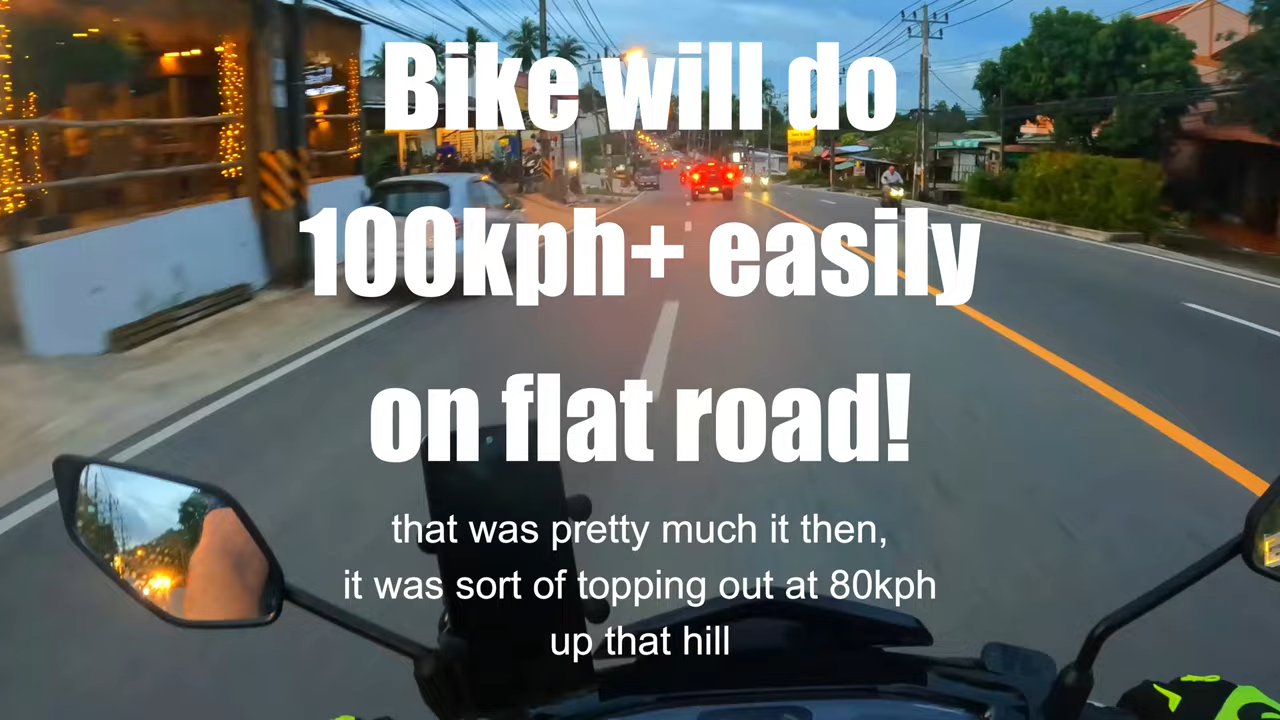 Bike will do
100kph+ easily
on flat road!
that was pretty much it then,
it was sort of topping out at 80kph
up that hill